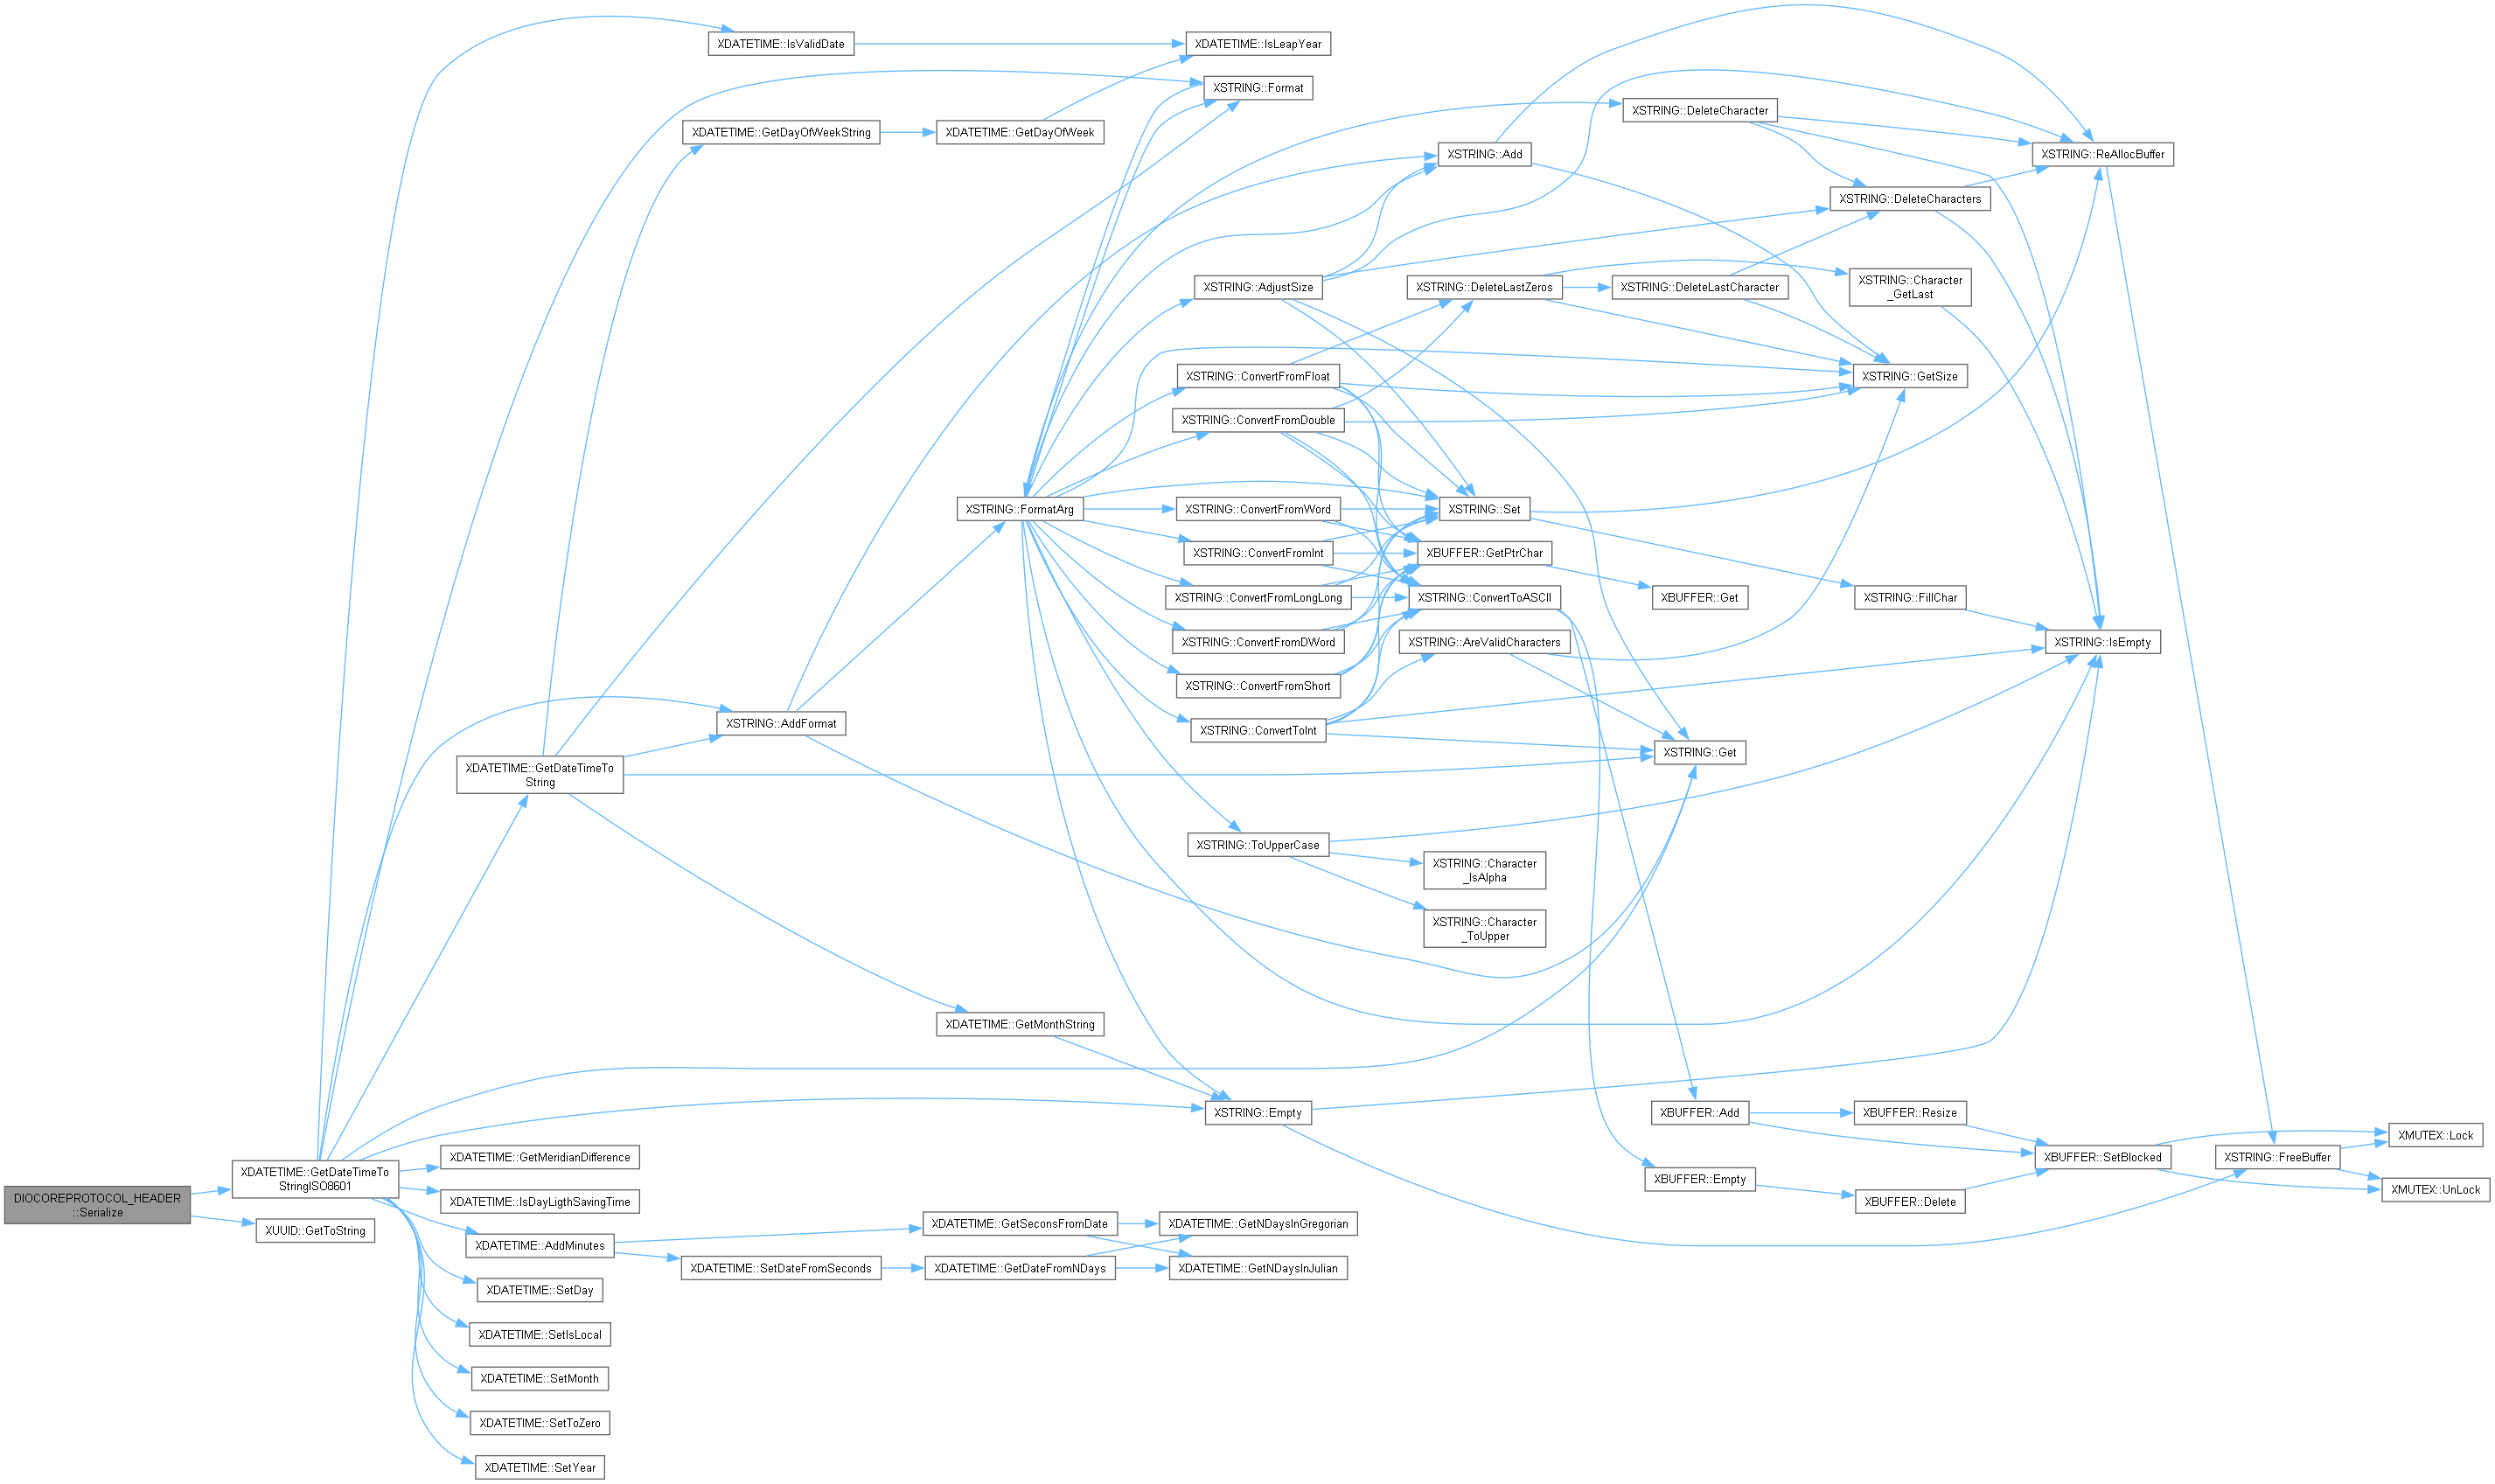 XDATETIME::IsValidDate
XDATETIME::IsLeapYear
XSTRING::Format
XSTRING::DeleteCharacter
XDATETIME::GetDayOfWeekString
XDATETIME::GetDayOfWeek
XSTRING::Add
XSTRING::ReAllocBuffer
XSTRING::DeleteCharacters
XSTRING::AdjustSize
XSTRING::DeleteLastZeros
XSTRING::DeleteLastCharacter
XSTRING::Character
_GetLast
XSTRING::ConvertFromFloat
XSTRING::GetSize
XSTRING::ConvertFromDouble
XSTRING::FormatArg
XSTRING::ConvertFromWord
XSTRING::Set
XSTRING::ConvertFromInt
XBUFFER::GetPtrChar
XSTRING::ConvertFromLongLong
XSTRING::ConvertToASCII
XBUFFER::Get
XSTRING::FillChar
XSTRING::ConvertFromDWord
XSTRING::AreValidCharacters
XSTRING::IsEmpty
XSTRING::ConvertFromShort
XSTRING::AddFormat
XSTRING::ConvertToInt
XSTRING::Get
XDATETIME::GetDateTimeTo
String
XSTRING::ToUpperCase
XSTRING::Character
_IsAlpha
XSTRING::Character
_ToUpper
XDATETIME::GetMonthString
XSTRING::Empty
XBUFFER::Add
XBUFFER::Resize
XMUTEX::Lock
XDATETIME::GetMeridianDifference
XBUFFER::SetBlocked
XSTRING::FreeBuffer
XDATETIME::GetDateTimeTo
StringISO8601
XBUFFER::Empty
XMUTEX::UnLock
DIOCOREPROTOCOL_HEADER
::Serialize
XDATETIME::IsDayLigthSavingTime
XBUFFER::Delete
XUUID::GetToString
XDATETIME::GetSeconsFromDate
XDATETIME::GetNDaysInGregorian
XDATETIME::AddMinutes
XDATETIME::SetDateFromSeconds
XDATETIME::GetDateFromNDays
XDATETIME::GetNDaysInJulian
XDATETIME::SetDay
XDATETIME::SetIsLocal
XDATETIME::SetMonth
XDATETIME::SetToZero
XDATETIME::SetYear